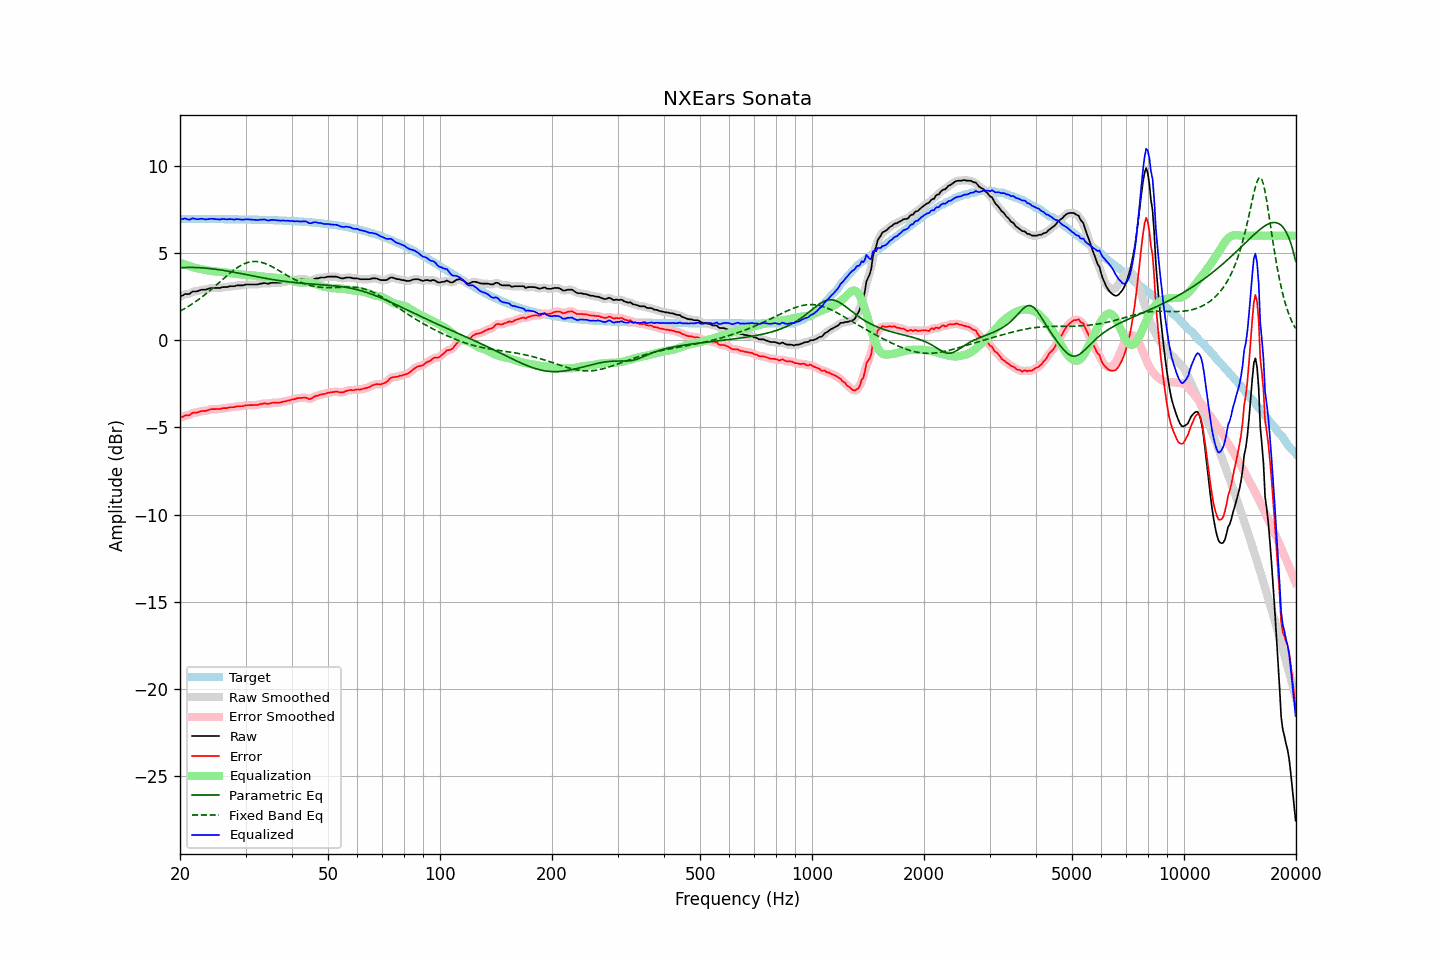 NXEars Sonata
Amplitude (dBr)
10
5
0
−5
−10
−15
−20
−25
Target
Raw Smoothed
Error Smoothed
Raw
Error
Equalization
Parametric Eq
Fixed Band Eq
Equalized
20 50 100 200 500 1000 2000 5000 10000 20000
Frequency (Hz)